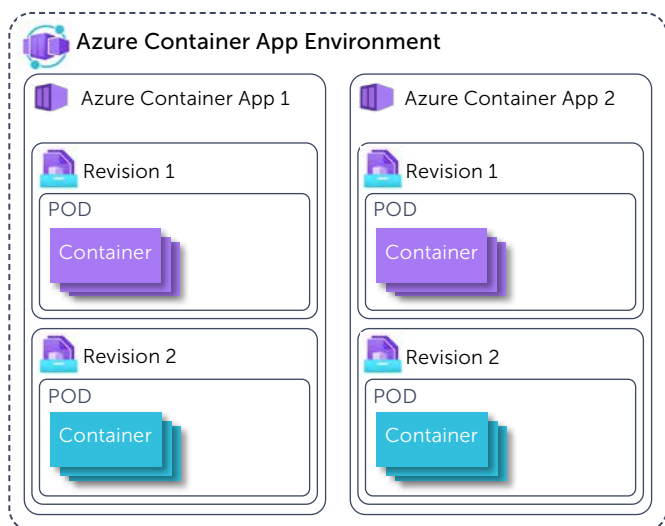 Azure Container App Environment
Azure Container App 1
Revision 1
POD
Container
Revision 2
POD
Container
Azure Container App 2
Revision 1
POD
Container
Revision 2
POD
Container